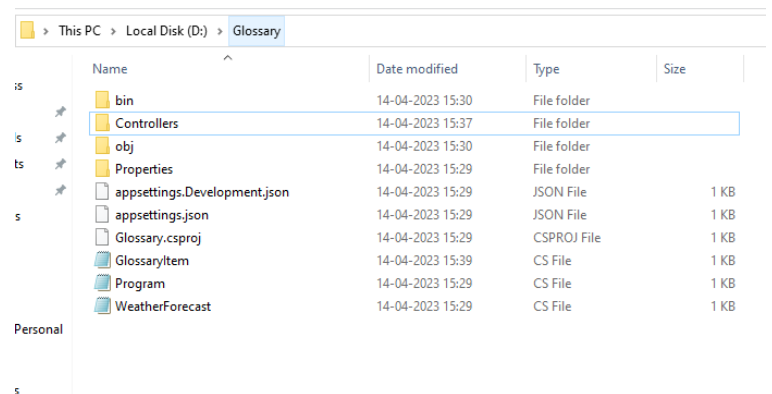 This PC > Local Disk (D:) > Glossary
Name Date modified Type Size
bin 14-04-2023 15:30 File folder
Controllers 14-04-2023 15:37 File folder
obj 14-04-2023 15:30 File folder
Properties 14-04-2023 15:29 File folder
appsettings.Development.json 14-04-2023 15:29 JSON File 1 KB
appsettings.json 14-04-2023 15:29 JSON File 1 KB
Glossary.csproj 14-04-2023 15:29 CSPROJ File 1 KB
GlossaryItem 14-04-2023 15:39 CS File 1 KB
Program 14-04-2023 15:29 CS File 1 KB
WeatherForecast 14-04-2023 15:29 CS File 1 KB
Personal